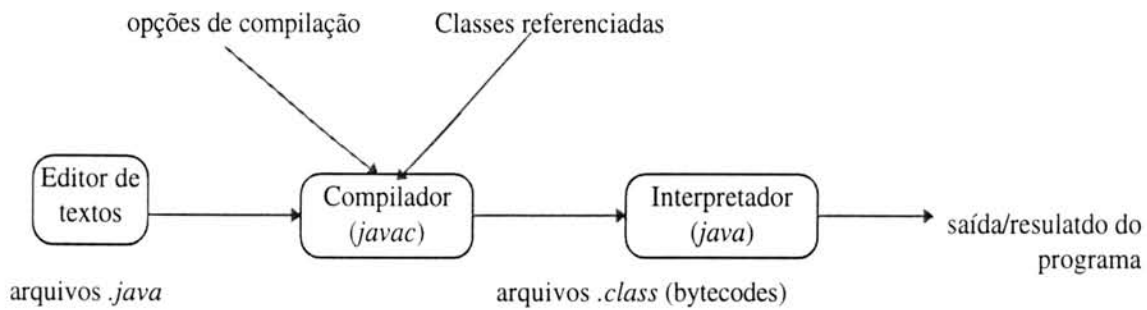 opções de compilação
Classes referenciadas
Editor de
textos
Compilador
(javac)
Interpretador
(java)
saída/resulatdo do
programa
arquivos .java
arquivos .class (bytecodes)